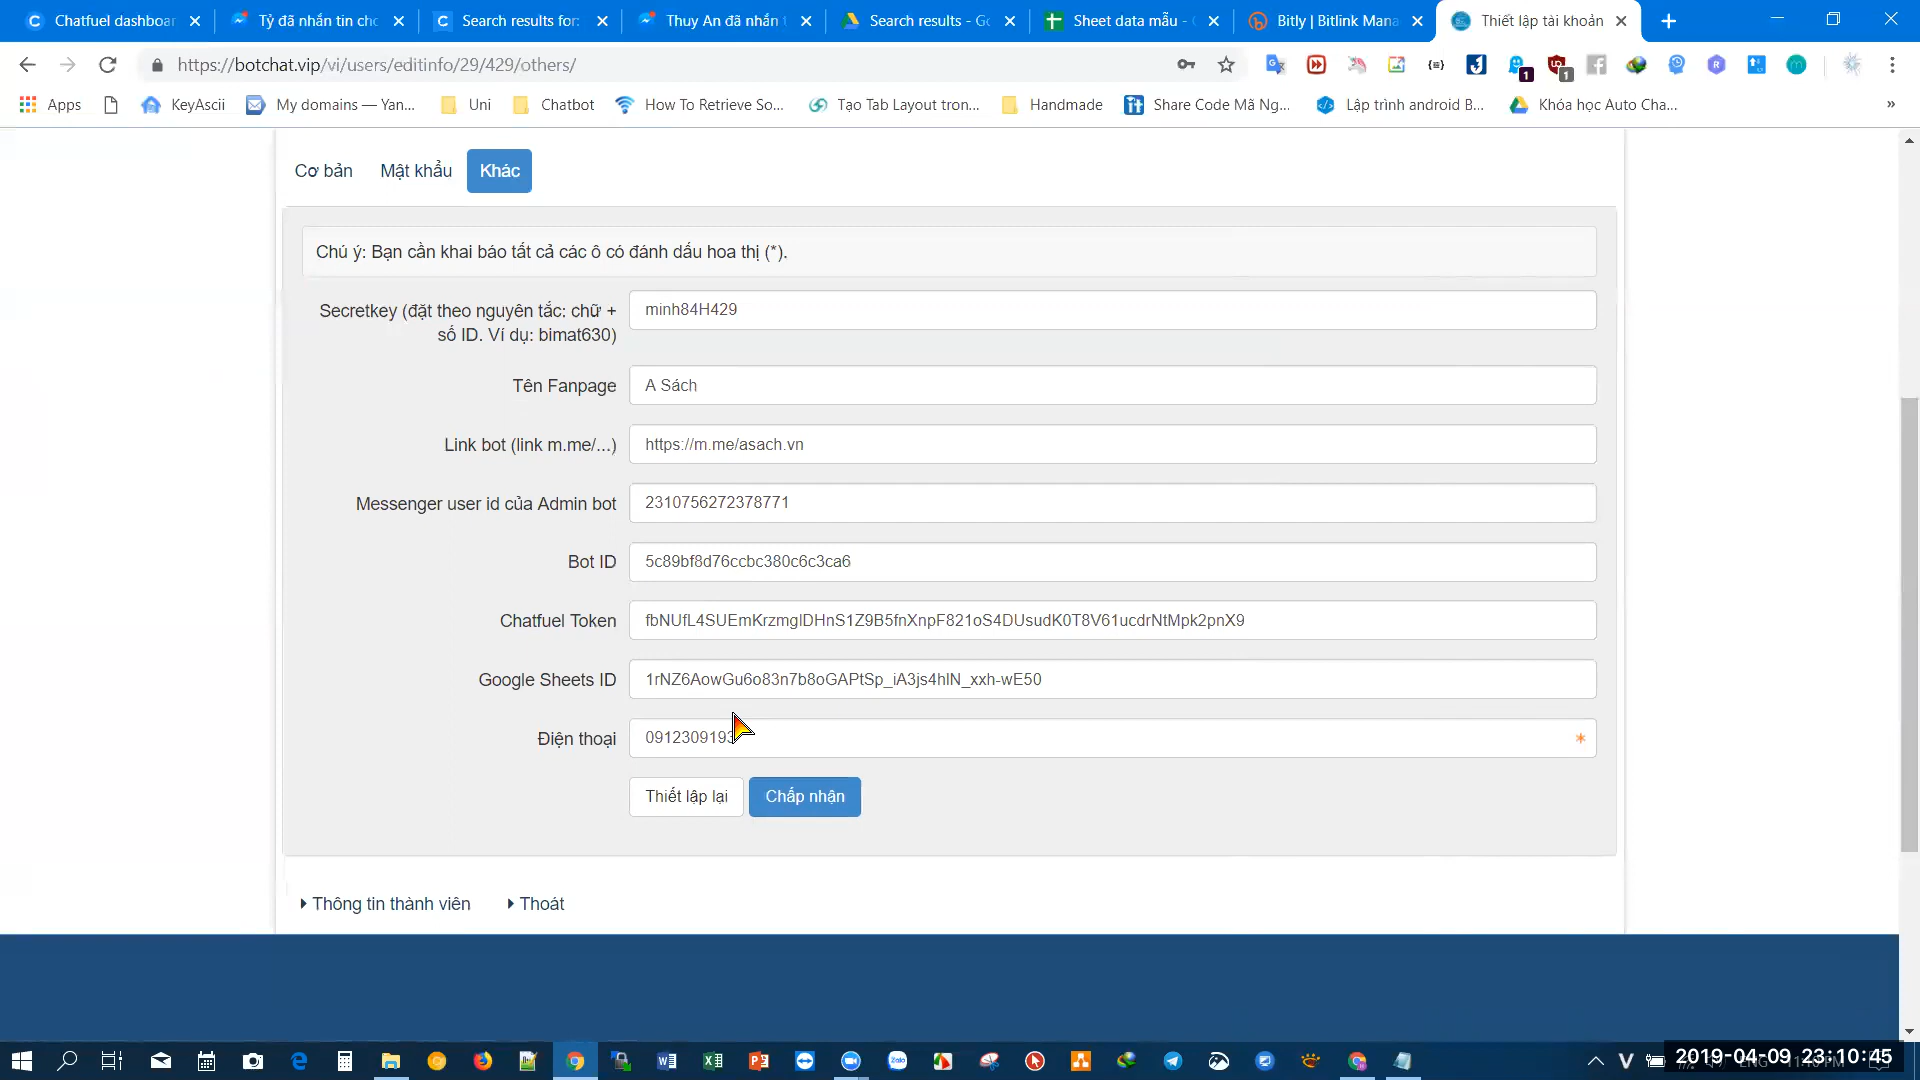 Chatfuel dashboar
Tỷ đã nhắn tin cho
Search results for:
Thuy An đã nhắn t
Search results - Go
Sheet data mẫu -
Bitly | Bitlink Mana
Thiết lập tài khoản
https://botchat.vip/vi/users/editinfo/29/429/others/
Apps
KeyAscii
My domains — Yan...
Uni
Chatbot
How To Retrieve So...
Tạo Tab Layout tron...
Handmade
Share Code Mã Ng...
Lập trình android B...
Khóa học Auto Cha...
»
Cơ bản
Mật khẩu
Khác
Chú ý: Bạn cần khai báo tất cả các ô có đánh dấu hoa thị (*).
Secretkey (đặt theo nguyên tắc: chữ +
số ID. Ví dụ: bimat630)
minh84H429
Tên Fanpage
A Sách
Link bot (link m.me/...)
https://m.me/asach.vn
Messenger user id của Admin bot
2310756272378771
Bot ID
5c89bf8d76ccbc380c6c3ca6
Chatfuel Token
fbNUfL4SUEmKrzmglDHnS1Z9B5fnXnpF821oS4DUsudK0T8V61ucdrNtMpk2pnX9
Google Sheets ID
1rNZ6AowGu6o83n7b8oGAPtSp_iA3js4hlN_xxh-wE50
Điện thoại
0912309193
*
Thiết lập lại
Chấp nhận
Thông tin thành viên
Thoát
2019-04-09 23:10:45